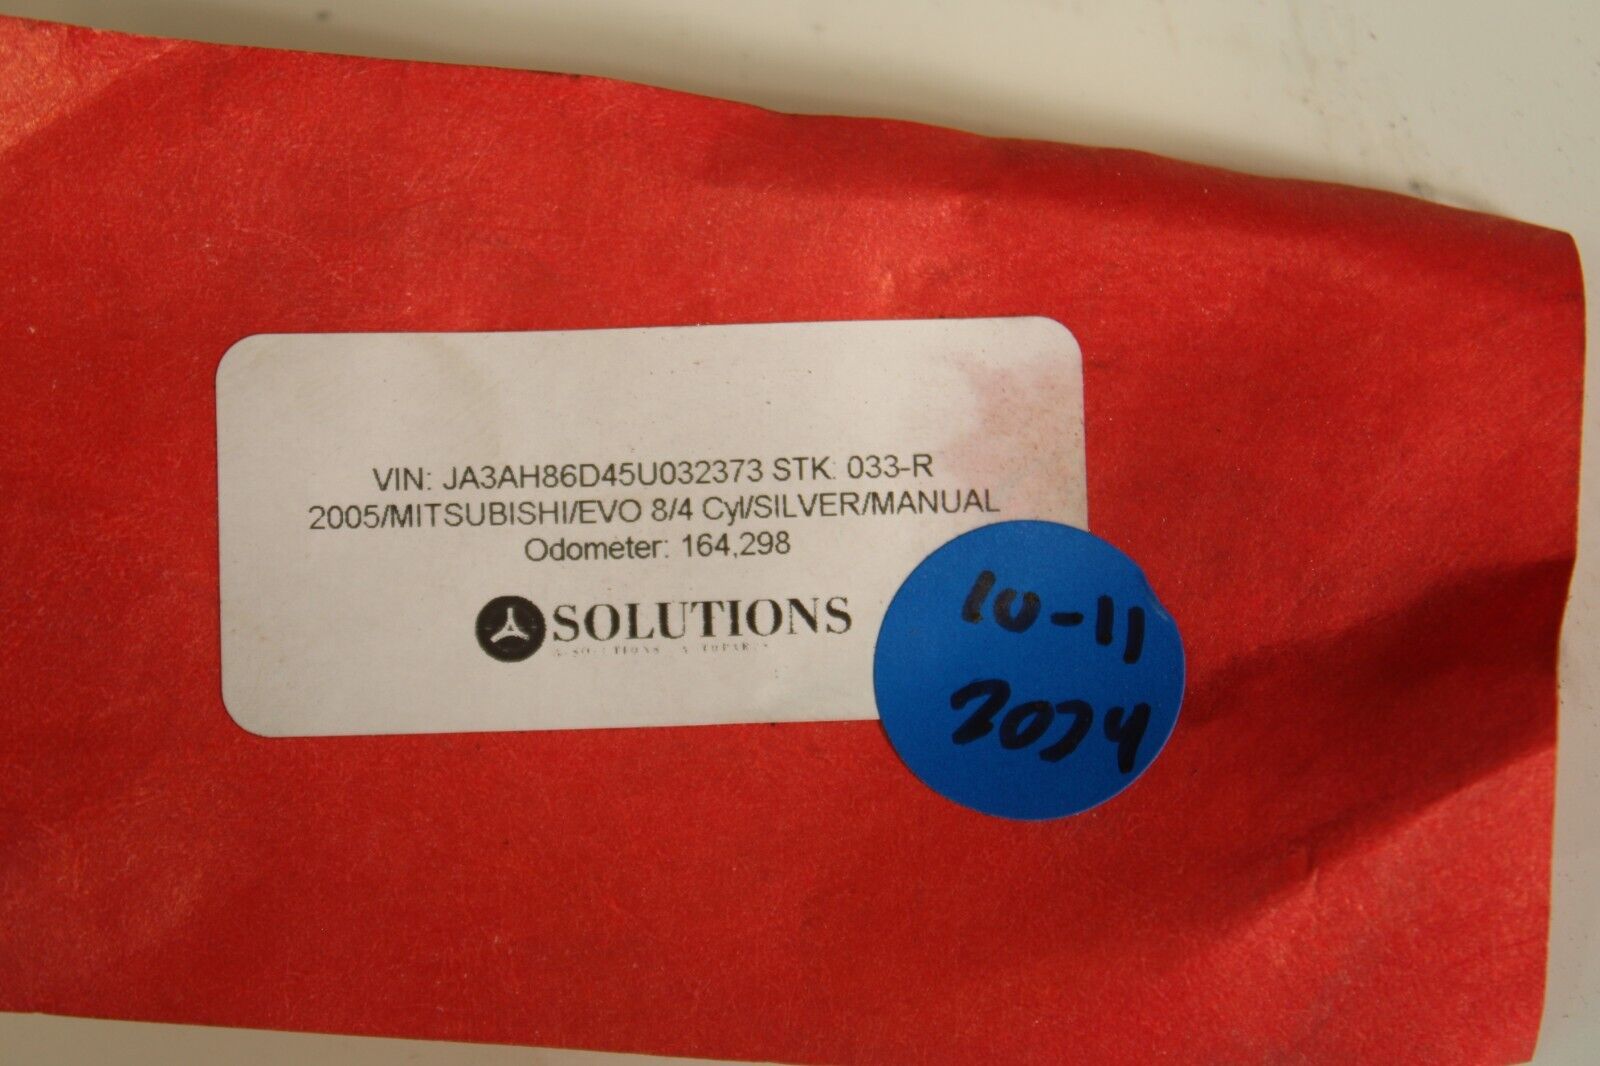 VIN: JA3AH86D45U032373 STK: 033-R
2005/MITSUBISHI/EVO 8/4 Cyl/SILVER/MANUAL
Odometer: 164,298
SOLUTIONS
10-11
2024